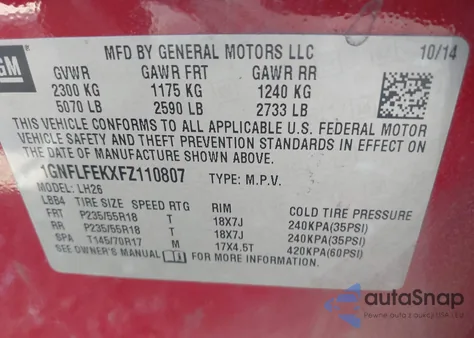 GM
MFD BY GENERAL MOTORS LLC 10/14
GVWR GAWR FRT GAWR RR
2300 KG 1175 KG 1240 KG
5070 LB 2590 LB 2733 LB
THIS VEHICLE CONFORMS TO ALL APPLICABLE U.S. FEDERAL MOTOR
VEHICLE SAFETY AND THEFT PREVENTION STANDARDS IN EFFECT ON
THE DATE OF MANUFACTURE SHOWN ABOVE.
1GNFLFEKXFZ110807 TYPE: M.P.V.
MODEL: LH26
LBB4 TIRE SIZE SPEED RTG RIM COLD TIRE PRESSURE
FRT P235/55R18 T 18X7J 240KPA(35PSI)
RR P235/55R18 T 18X7J 240KPA(35PSI)
SPA T145/70R17 M 17X4.5T 420KPA(60PSI)
SEE OWNER'S MANUAL FOR MORE INFORMATION.
autoSnap